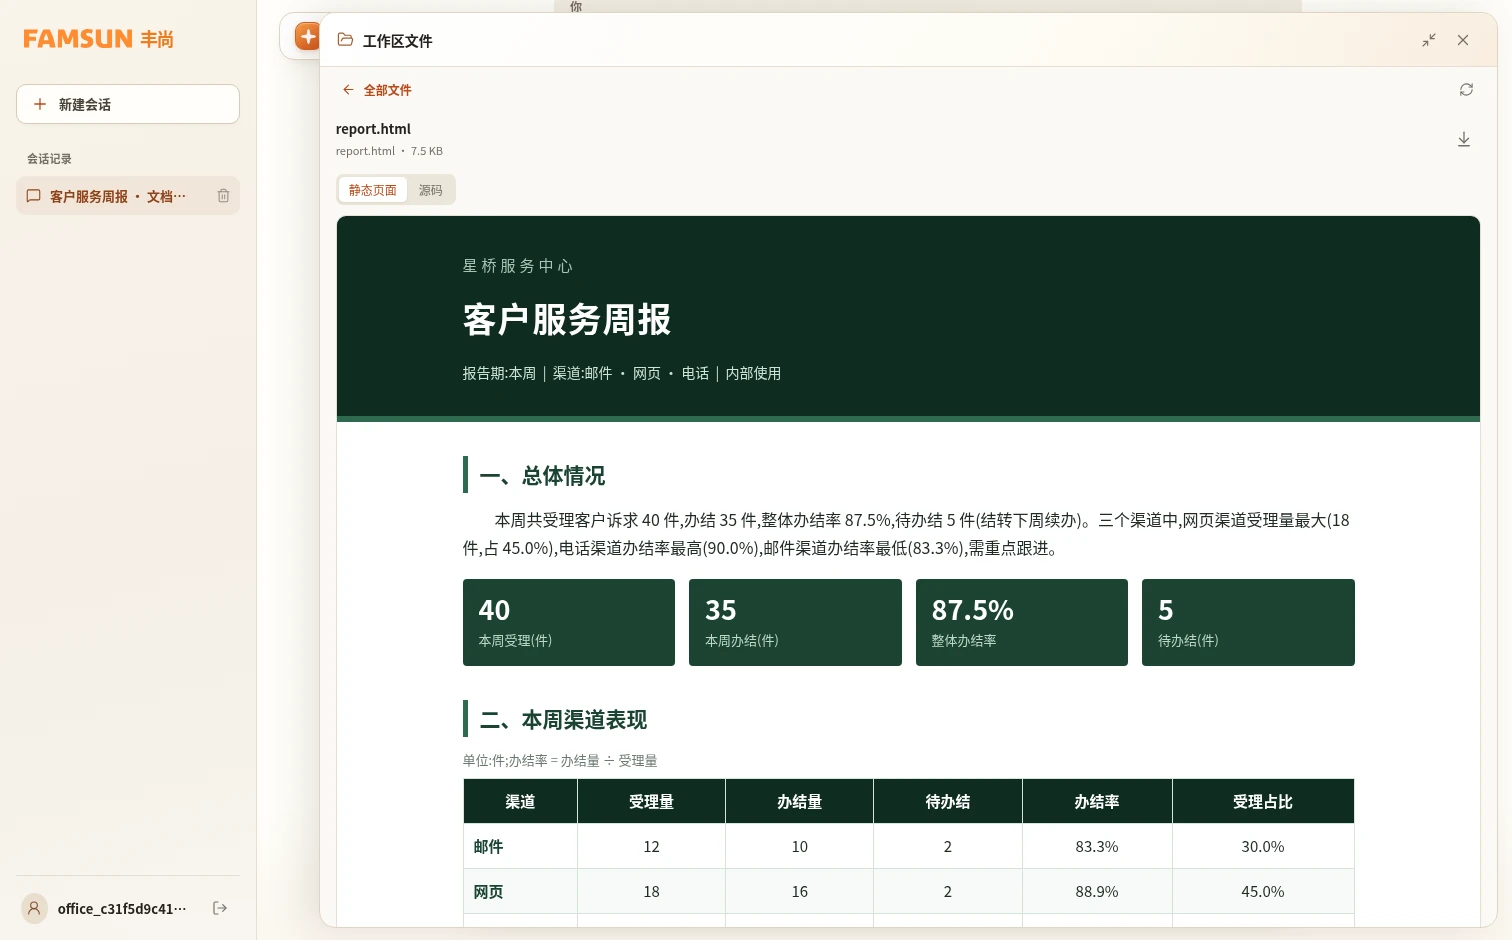 FAMSUN 丰尚
新建会话
会话记录
客户服务周报 · 文档…
office_c31f5d9c41…
你
工作区文件
全部文件
report.html
report.html · 7.5 KB
静态页面 源码
星桥服务中心
客户服务周报
报告期:本周 | 渠道:邮件 · 网页 · 电话 | 内部使用
一、总体情况
本周共受理客户诉求 40 件,办结 35 件,整体办结率 87.5%,待办结 5 件(结转下周续办)。三个渠道中,网页渠道受理量最大(18
件,占 45.0%),电话渠道办结率最高(90.0%),邮件渠道办结率最低(83.3%),需重点跟进。
40 35 87.5% 5
本周受理(件) 本周办结(件) 整体办结率 待办结(件)
二、本周渠道表现
单位:件;办结率 = 办结量 ÷ 受理量
渠道 受理量 办结量 待办结 办结率 受理占比
邮件 12 10 2 83.3% 30.0%
网页 18 16 2 88.9% 45.0%